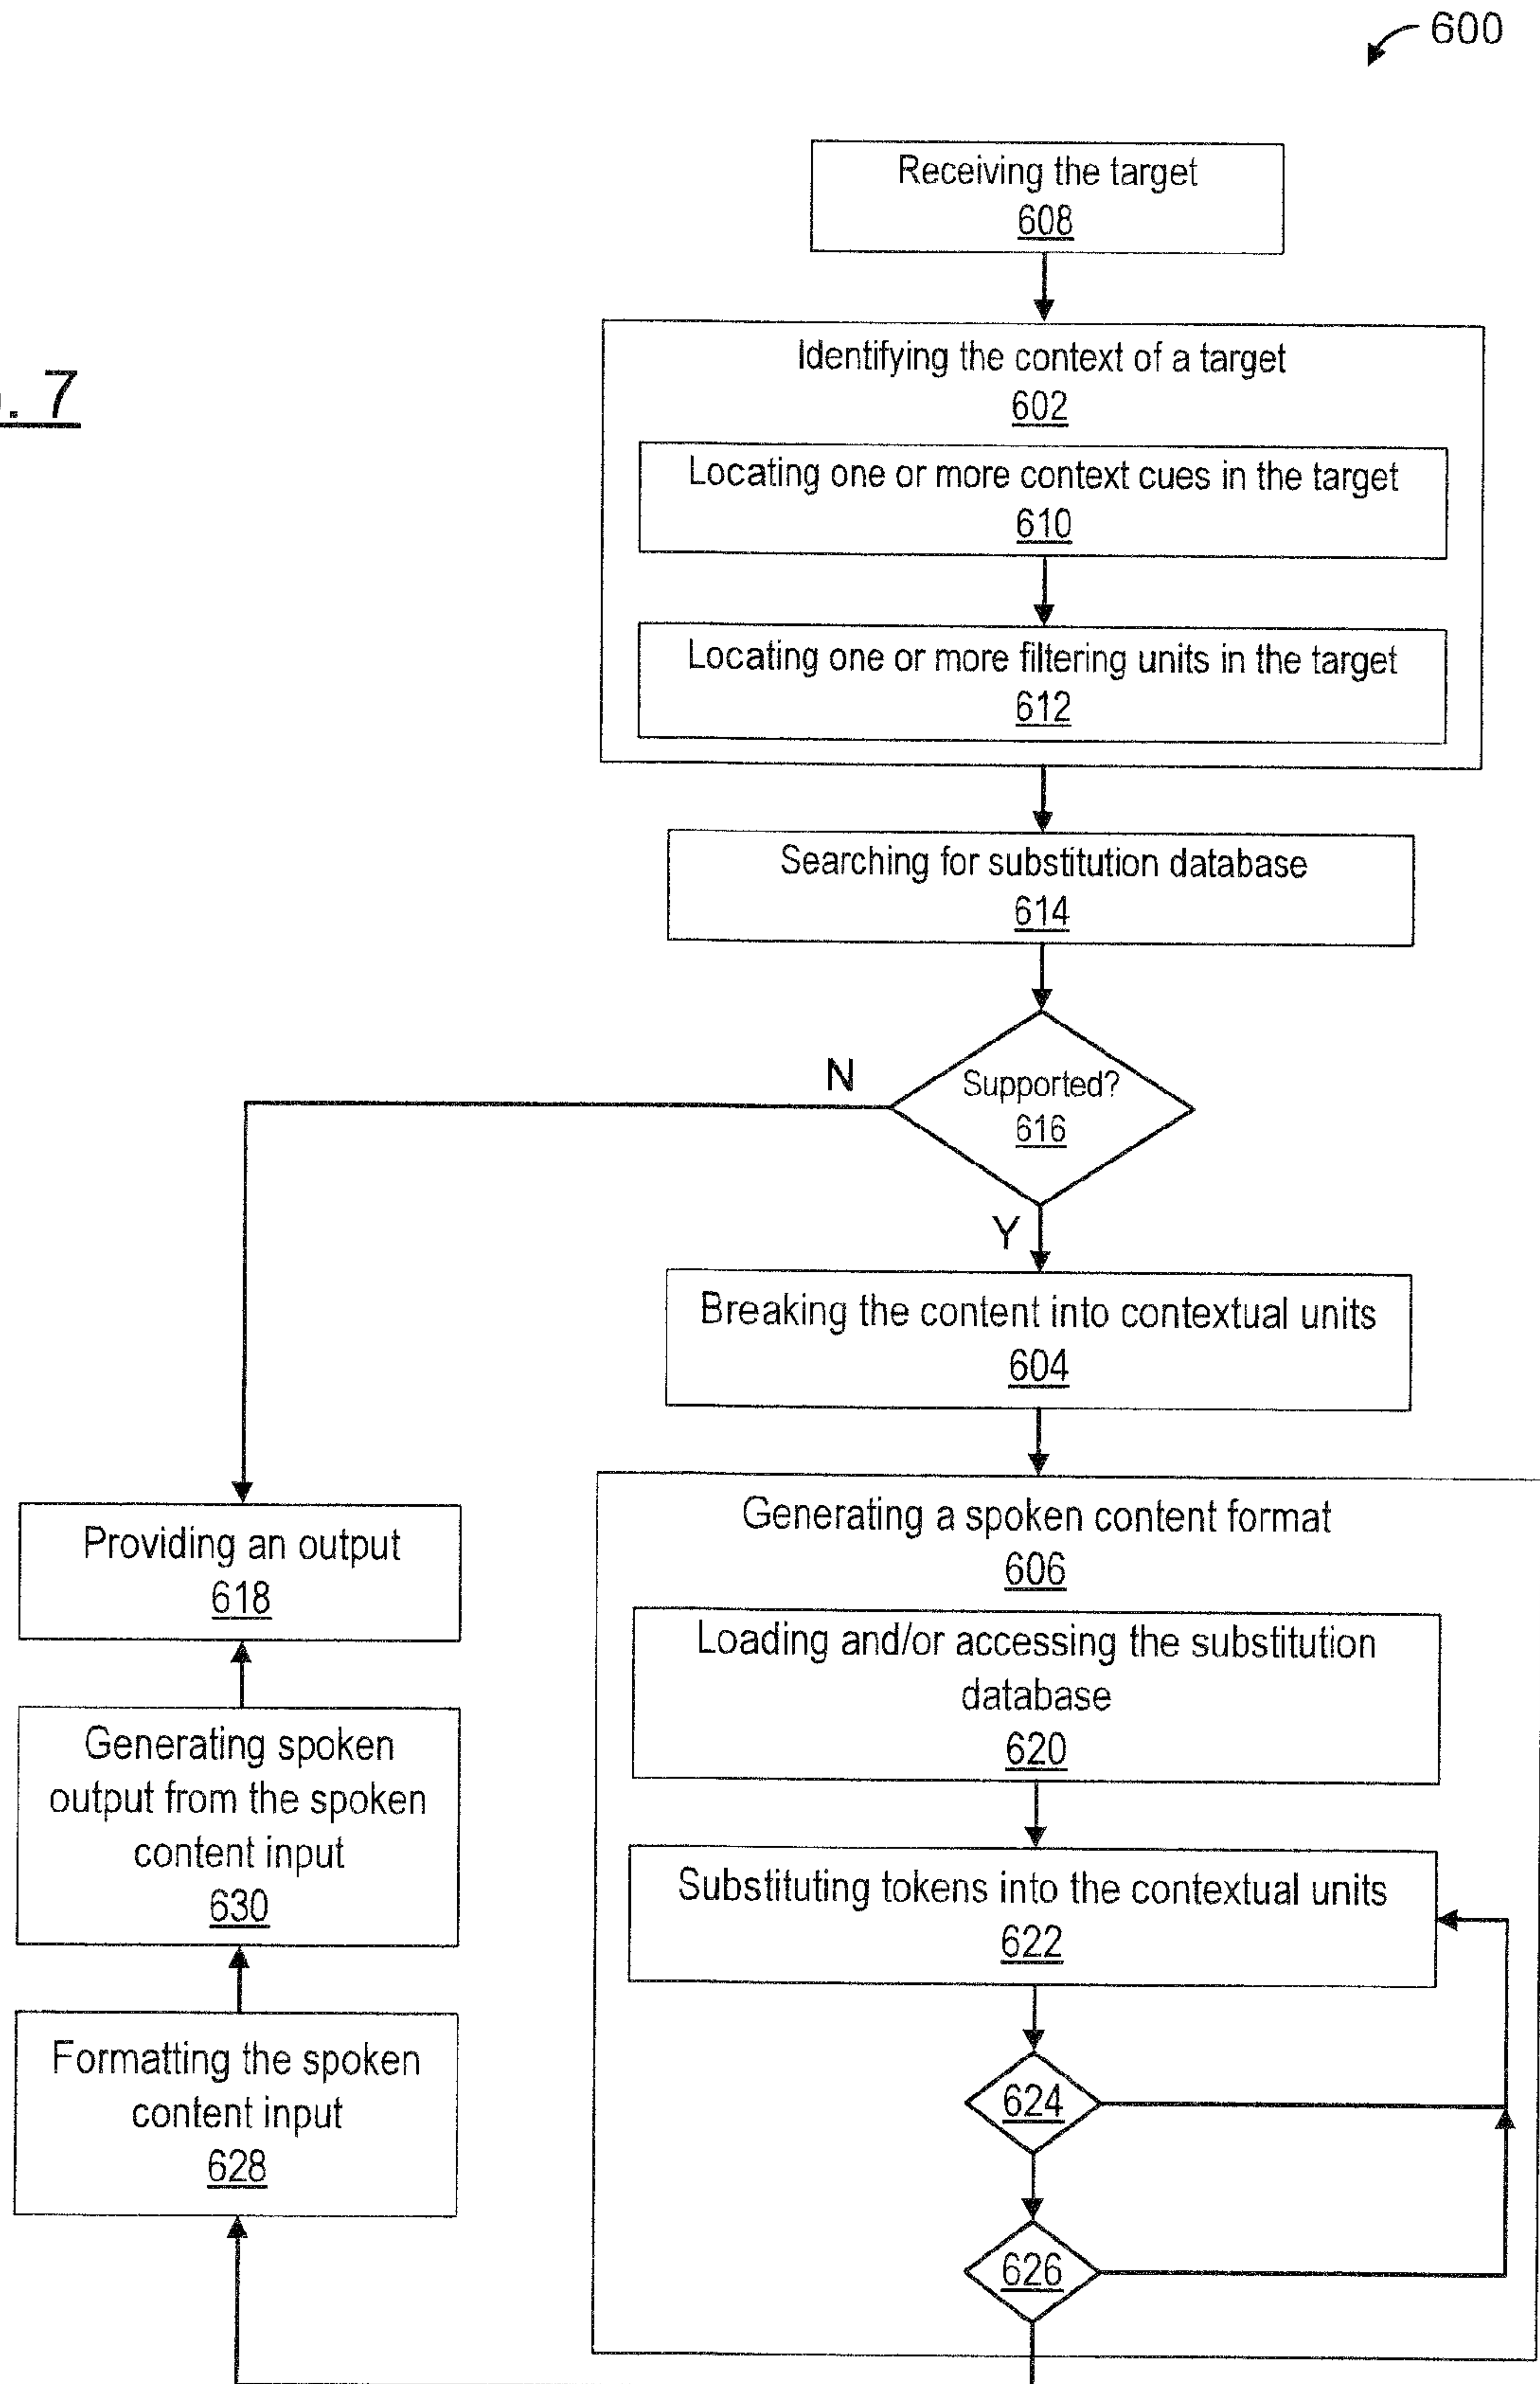 600
. 7
Receiving the target
608
Identifying the context of a target
602
Locating one or more context cues in the target
610
Locating one or more filtering units in the target
612
Searching for substitution database
614
N
Supported?
616
Y
Breaking the content into contextual units
604
Generating a spoken content format
606
Providing an output
618
Loading and/or accessing the substitution
database
620
Generating spoken
output from the spoken
content input
630
Substituting tokens into the contextual units
622
Formatting the spoken
content input
628
624
626